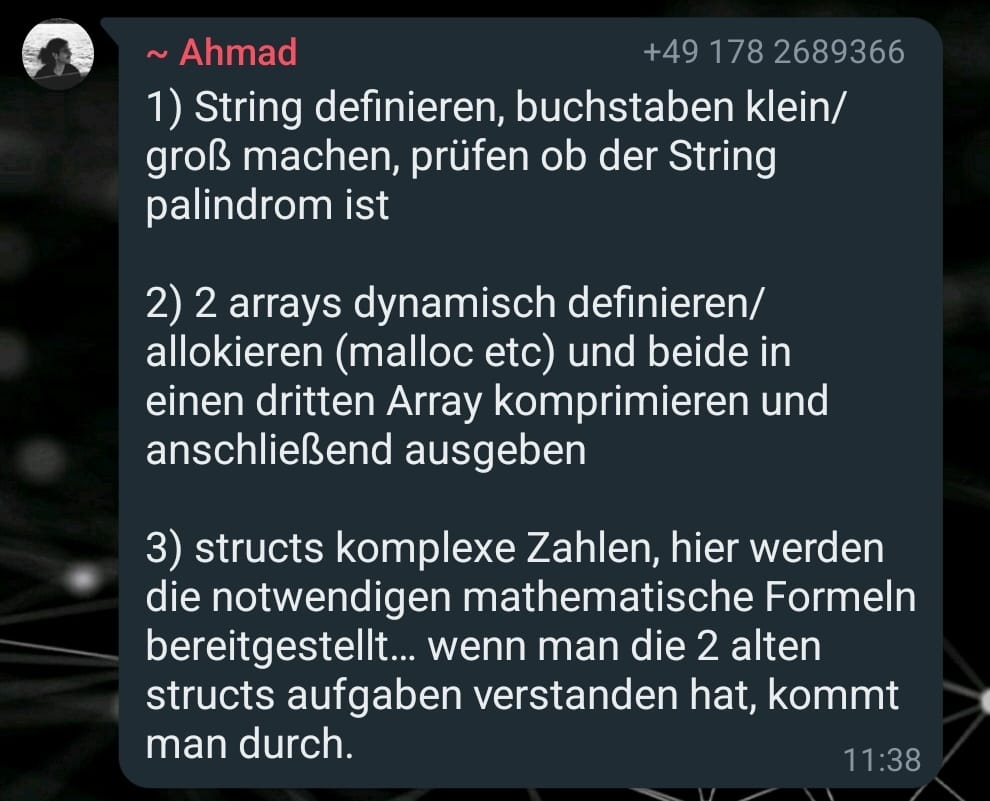 ~ Ahmad +49 178 2689366
1) String definieren, buchstaben klein/
groß machen, prüfen ob der String
palindrom ist
2) 2 arrays dynamisch definieren/
allokieren (malloc etc) und beide in
einen dritten Array komprimieren und
anschließend ausgeben
3) structs komplexe Zahlen, hier werden
die notwendigen mathematische Formeln
bereitgestellt... wenn man die 2 alten
structs aufgaben verstanden hat, kommt
man durch.
11:38